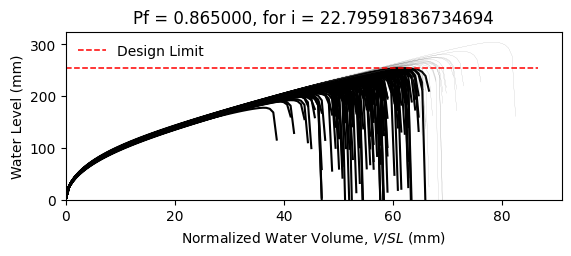 Pf = 0.865000, for i = 22.79591836734694
Design Limit
Water Level (mm)
300
200
100
0
0 20 40 60 80
Normalized Water Volume, V/SL (mm)